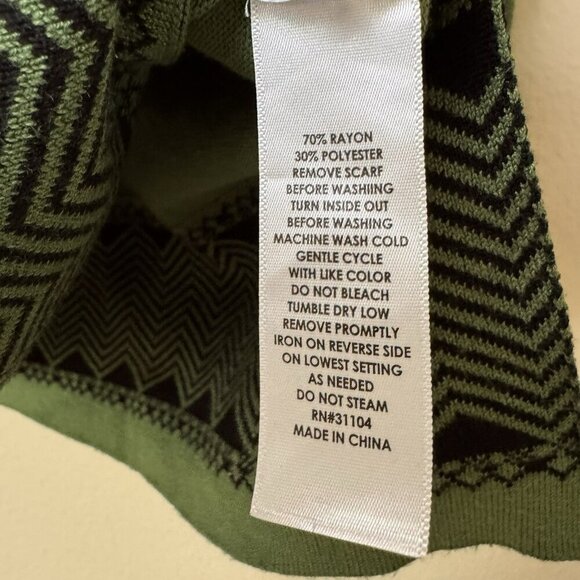 70% RAYON
30% POLYESTER
REMOVE SCARF
BEFORE WASHIING
TURN INSIDE OUT
BEFORE WASHING
MACHINE WASH COLD
GENTLE CYCLE
WITH LIKE COLOR
DO NOT BLEACH
TUMBLE DRY LOW
REMOVE PROMPTLY
IRON ON REVERSE SIDE
ON LOWEST SETTING
AS NEEDED
DO NOT STEAM
RN#31104
MADE IN CHINA